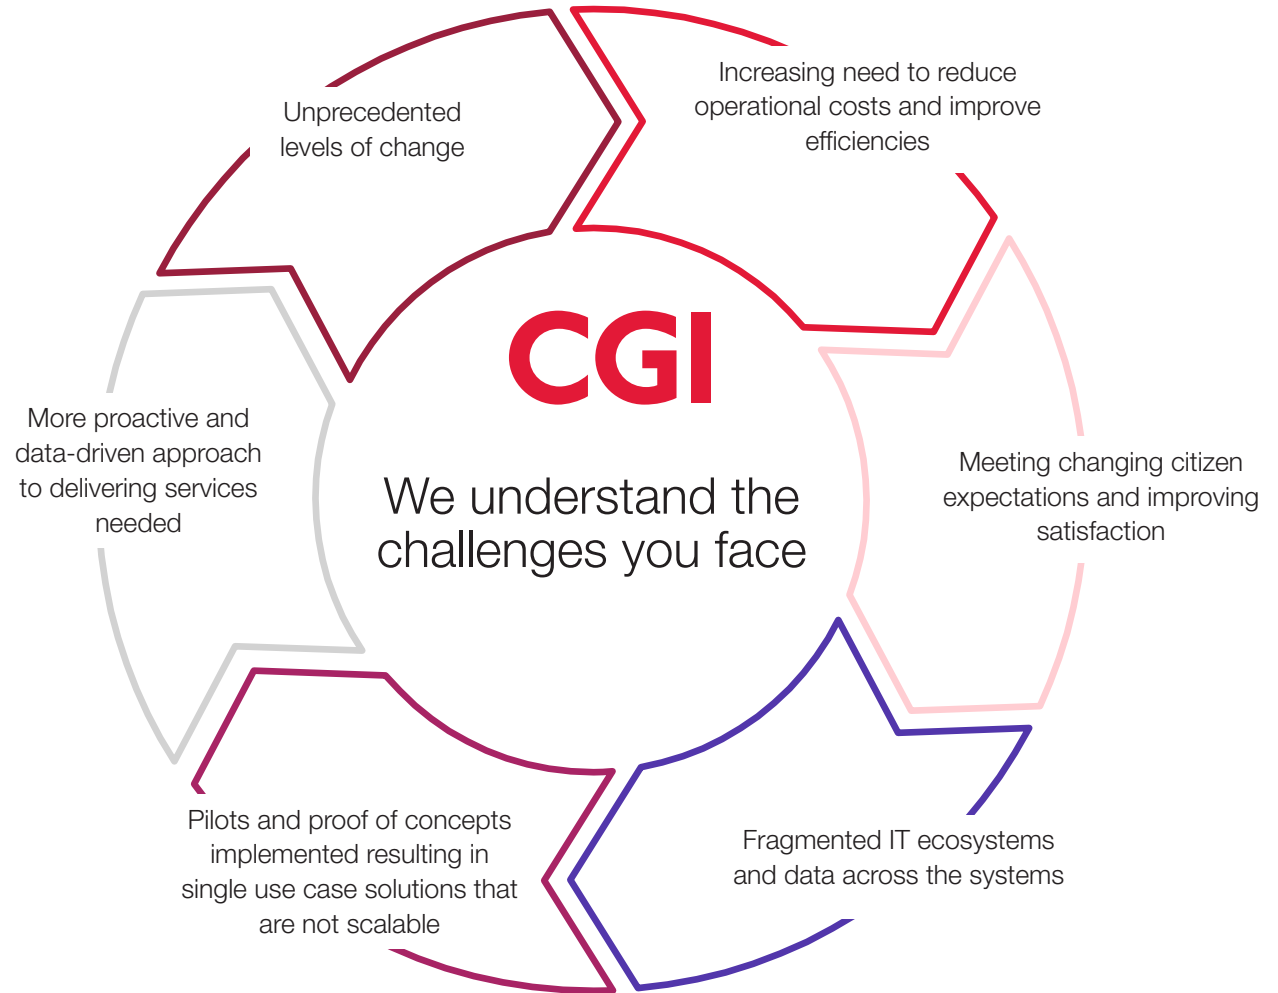 Unprecedented
levels of change
Increasing need to reduce
operational costs and improve
efficiencies
CGI
We understand the
challenges you face
More proactive and
data-driven approach
to delivering services
needed
Meeting changing citizen
expectations and improving
satisfaction
Pilots and proof of concepts
implemented resulting in
single use case solutions that
are not scalable
Fragmented IT ecosystems
and data across the systems